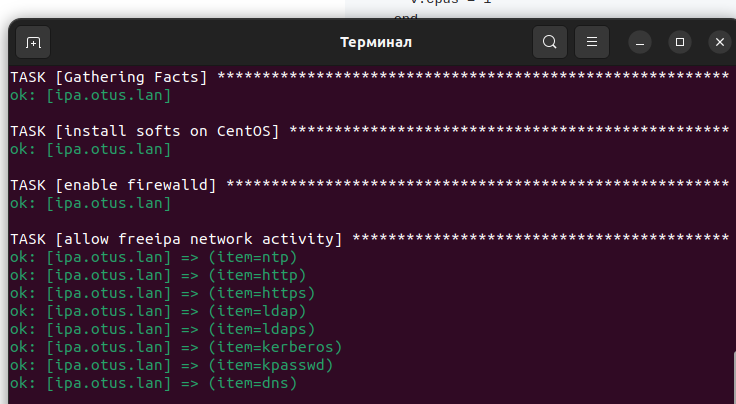 v.cpus = 1
end
Терминал
TASK [Gathering Facts] *********************************************************
ok: [ipa.otus.lan]
TASK [install softs on CentOS] *************************************************
ok: [ipa.otus.lan]
TASK [enable firewalld] ********************************************************
ok: [ipa.otus.lan]
TASK [allow freeipa network activity] ******************************************
ok: [ipa.otus.lan] => (item=ntp)
ok: [ipa.otus.lan] => (item=http)
ok: [ipa.otus.lan] => (item=https)
ok: [ipa.otus.lan] => (item=ldap)
ok: [ipa.otus.lan] => (item=ldaps)
ok: [ipa.otus.lan] => (item=kerberos)
ok: [ipa.otus.lan] => (item=kpasswd)
ok: [ipa.otus.lan] => (item=dns)